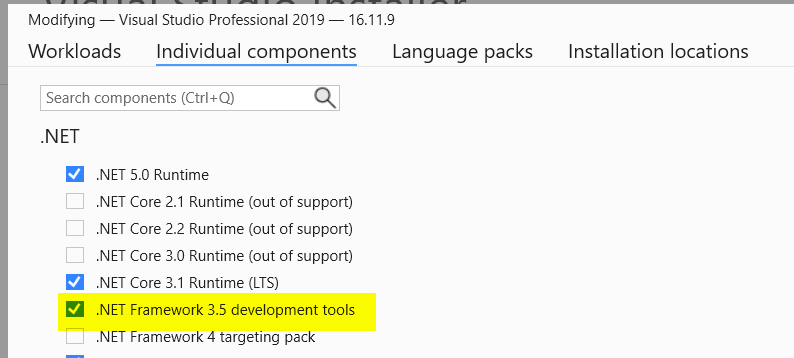 Visual Studio Installer
Modifying — Visual Studio Professional 2019 — 16.11.9
Workloads Individual components Language packs Installation locations
Search components (Ctrl+Q)
.NET
.NET 5.0 Runtime
.NET Core 2.1 Runtime (out of support)
.NET Core 2.2 Runtime (out of support)
.NET Core 3.0 Runtime (out of support)
.NET Core 3.1 Runtime (LTS)
.NET Framework 3.5 development tools
.NET Framework 4 targeting pack